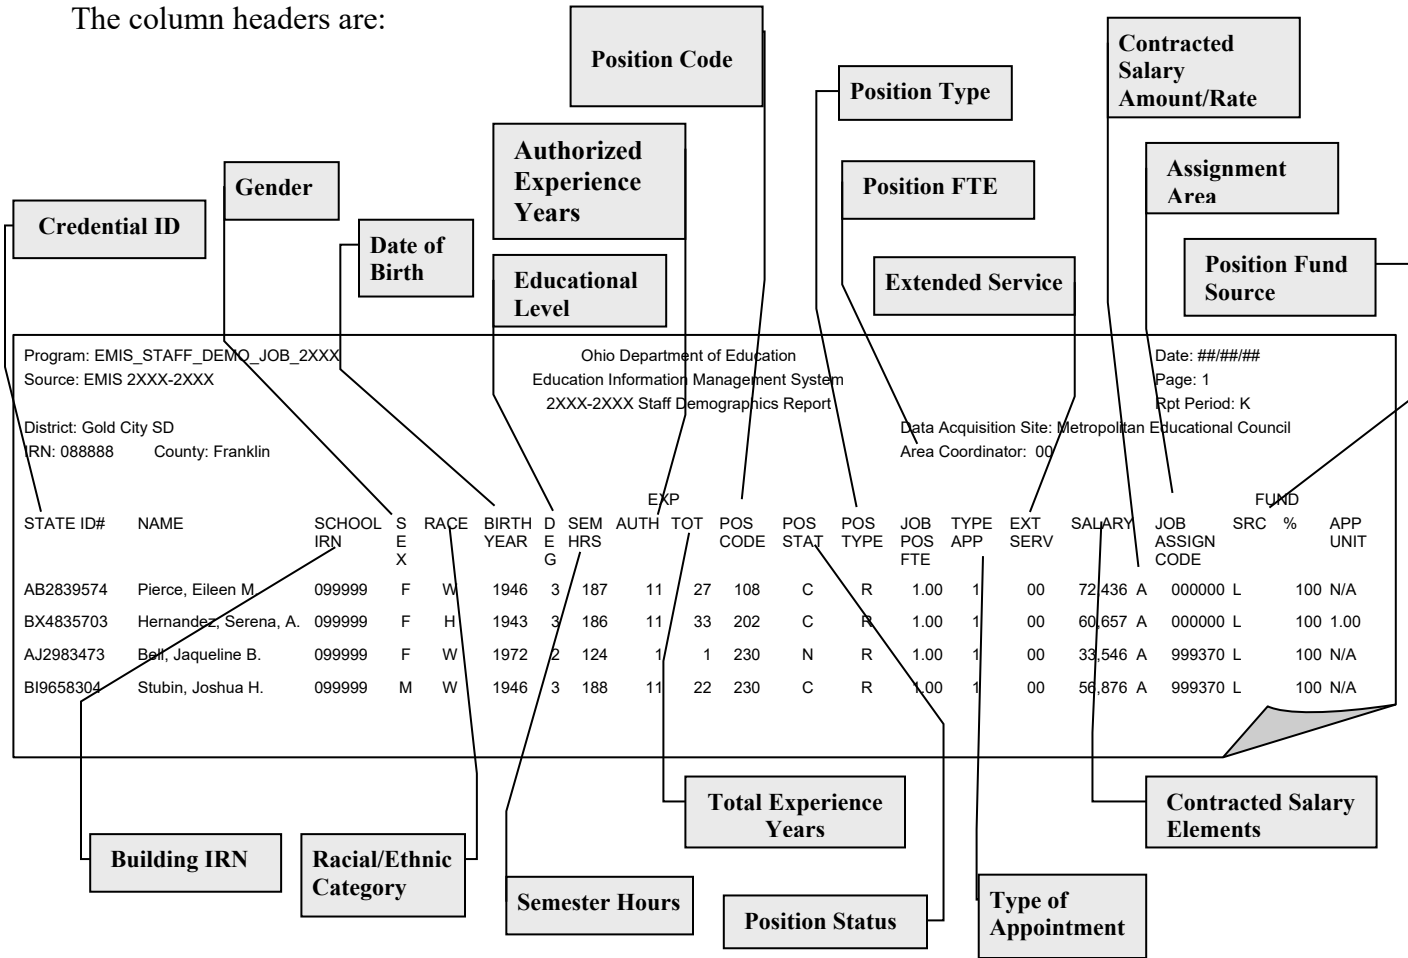 The column headers are:
Position Code
Contracted
Salary
Amount/Rate
Position Type
Authorized
Experience
Years
Assignment
Area
Gender
Position FTE
Credential ID
Date of
Birth
Position Fund
Source
Educational
Level
Extended Service
Program: EMIS_STAFF_DEMO_JOB_2XXX Ohio Department of Education Date: ##/##/##
Source: EMIS 2XXX-2XXX Education Information Management System Page: 1
2XXX-2XXX Staff Demographics Report Rpt Period: K
District: Gold City SD Data Acquisition Site: Metropolitan Educational Council
IRN: 088888 County: Franklin Area Coordinator: 00
EXP FUND
STATE ID# NAME SCHOOL S RACE BIRTH D SEM AUTH TOT POS POS POS JOB TYPE EXT SALARY JOB SRC % APP
IRN E YEAR E HRS CODE STAT TYPE POS APP SERV ASSIGN UNIT
X G FTE CODE
AB2839574 Pierce, Eileen M. 099999 F W 1946 3 187 11 27 108 C R 1.00 1 00 72,436 A 000000 L 100 N/A
BX4835703 Hernandez, Serena, A. 099999 F H 1943 3 186 11 33 202 C R 1.00 1 00 60,657 A 000000 L 100 1.00
AJ2983473 Bell, Jaqueline B. 099999 F W 1972 2 124 1 1 230 N R 1.00 1 00 33,546 A 999370 L 100 N/A
BI9658304 Stubin, Joshua H. 099999 M W 1946 3 188 11 22 230 C R 1.00 1 00 56,876 A 999370 L 100 N/A
Total Experience
Years
Contracted Salary
Elements
Building IRN
Racial/Ethnic
Category
Semester Hours
Position Status
Type of
Appointment